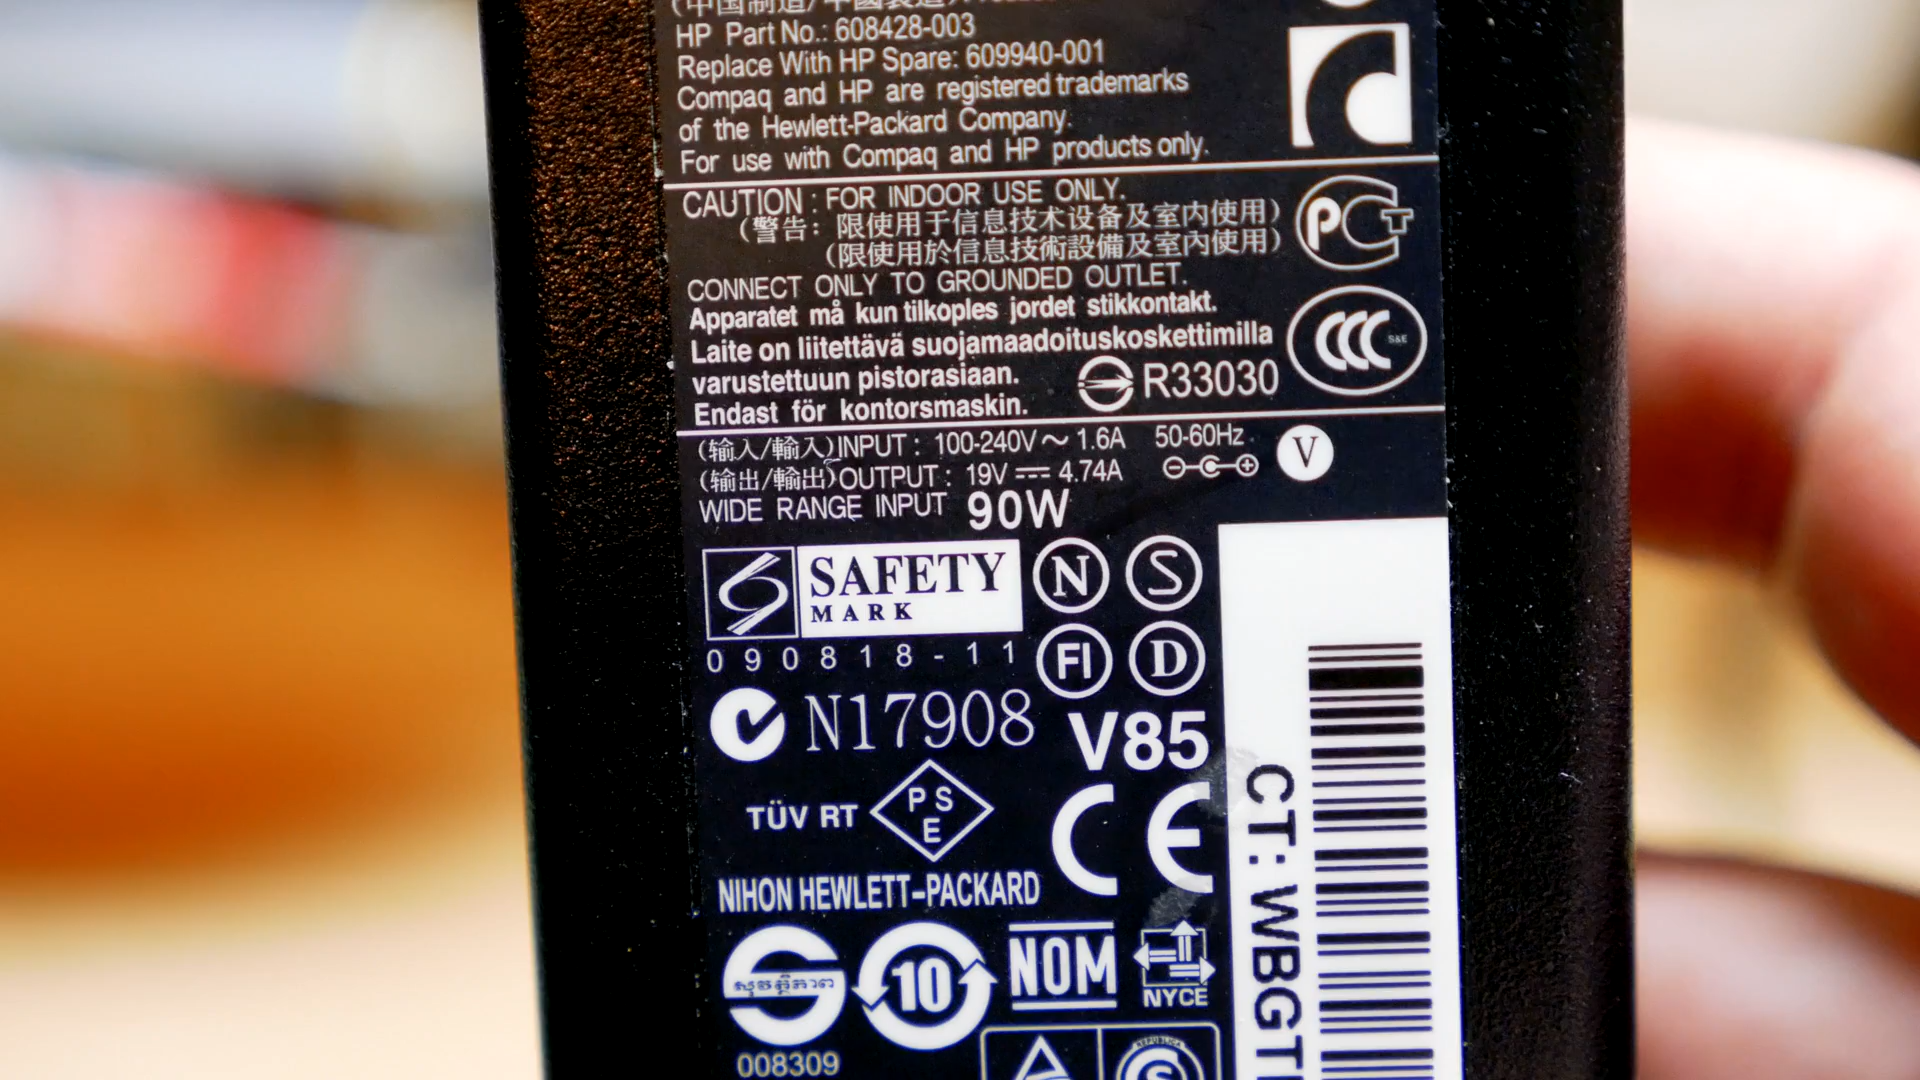 HP Part No.: 608428-003
Replace With HP Spare: 609940-001
Compaq and HP are registered trademarks
of the Hewlett-Packard Company.
For use with Compaq and HP products only.
CAUTION : FOR INDOOR USE ONLY.
(警告: 限使用于信息技术设备及室内使用)
(限使用於信息技術設備及室內使用)
CONNECT ONLY TO GROUNDED OUTLET.
Apparatet må kun tilkoples jordet stikkontakt.
Laite on liitettävä suojamaadoituskoskettimilla
varustettuun pistorasiaan.
Endast för kontorsmaskin.
R33030
PCT
CCC S&E
(输入/輸入)INPUT : 100-240V~ 1.6A 50-60Hz
(输出/輸出)OUTPUT : 19V ⎓ 4.74A
V
WIDE RANGE INPUT 90W
SAFETY
MARK
N S
FI D
090818-11
N17908
V85
TÜV RT
PS
E
CE
NIHON HEWLETT-PACKARD
10
NOM
NYCE
008309
REPUBLICA
S
CT: WBGT